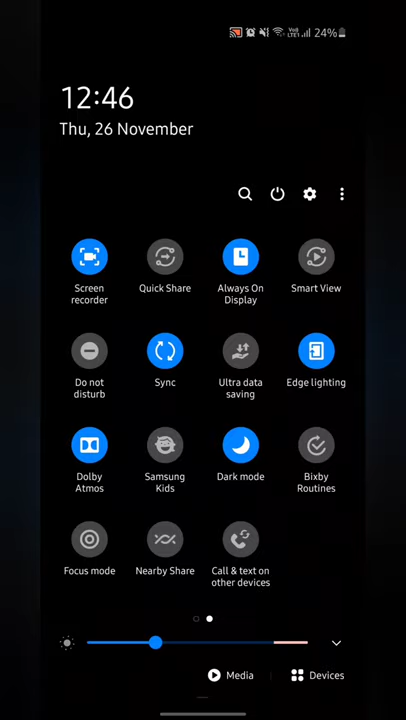 VoB
LTE1
24%
12:46
Thu, 26 November
Screen
recorder
Quick Share
Always On
Display
Smart View
Do not
disturb
Sync
Ultra data
saving
Edge lighting
Dolby
Atmos
Samsung
Kids
Dark mode
Bixby
Routines
Focus mode
Nearby Share
Call & text on
other devices
Media
Devices